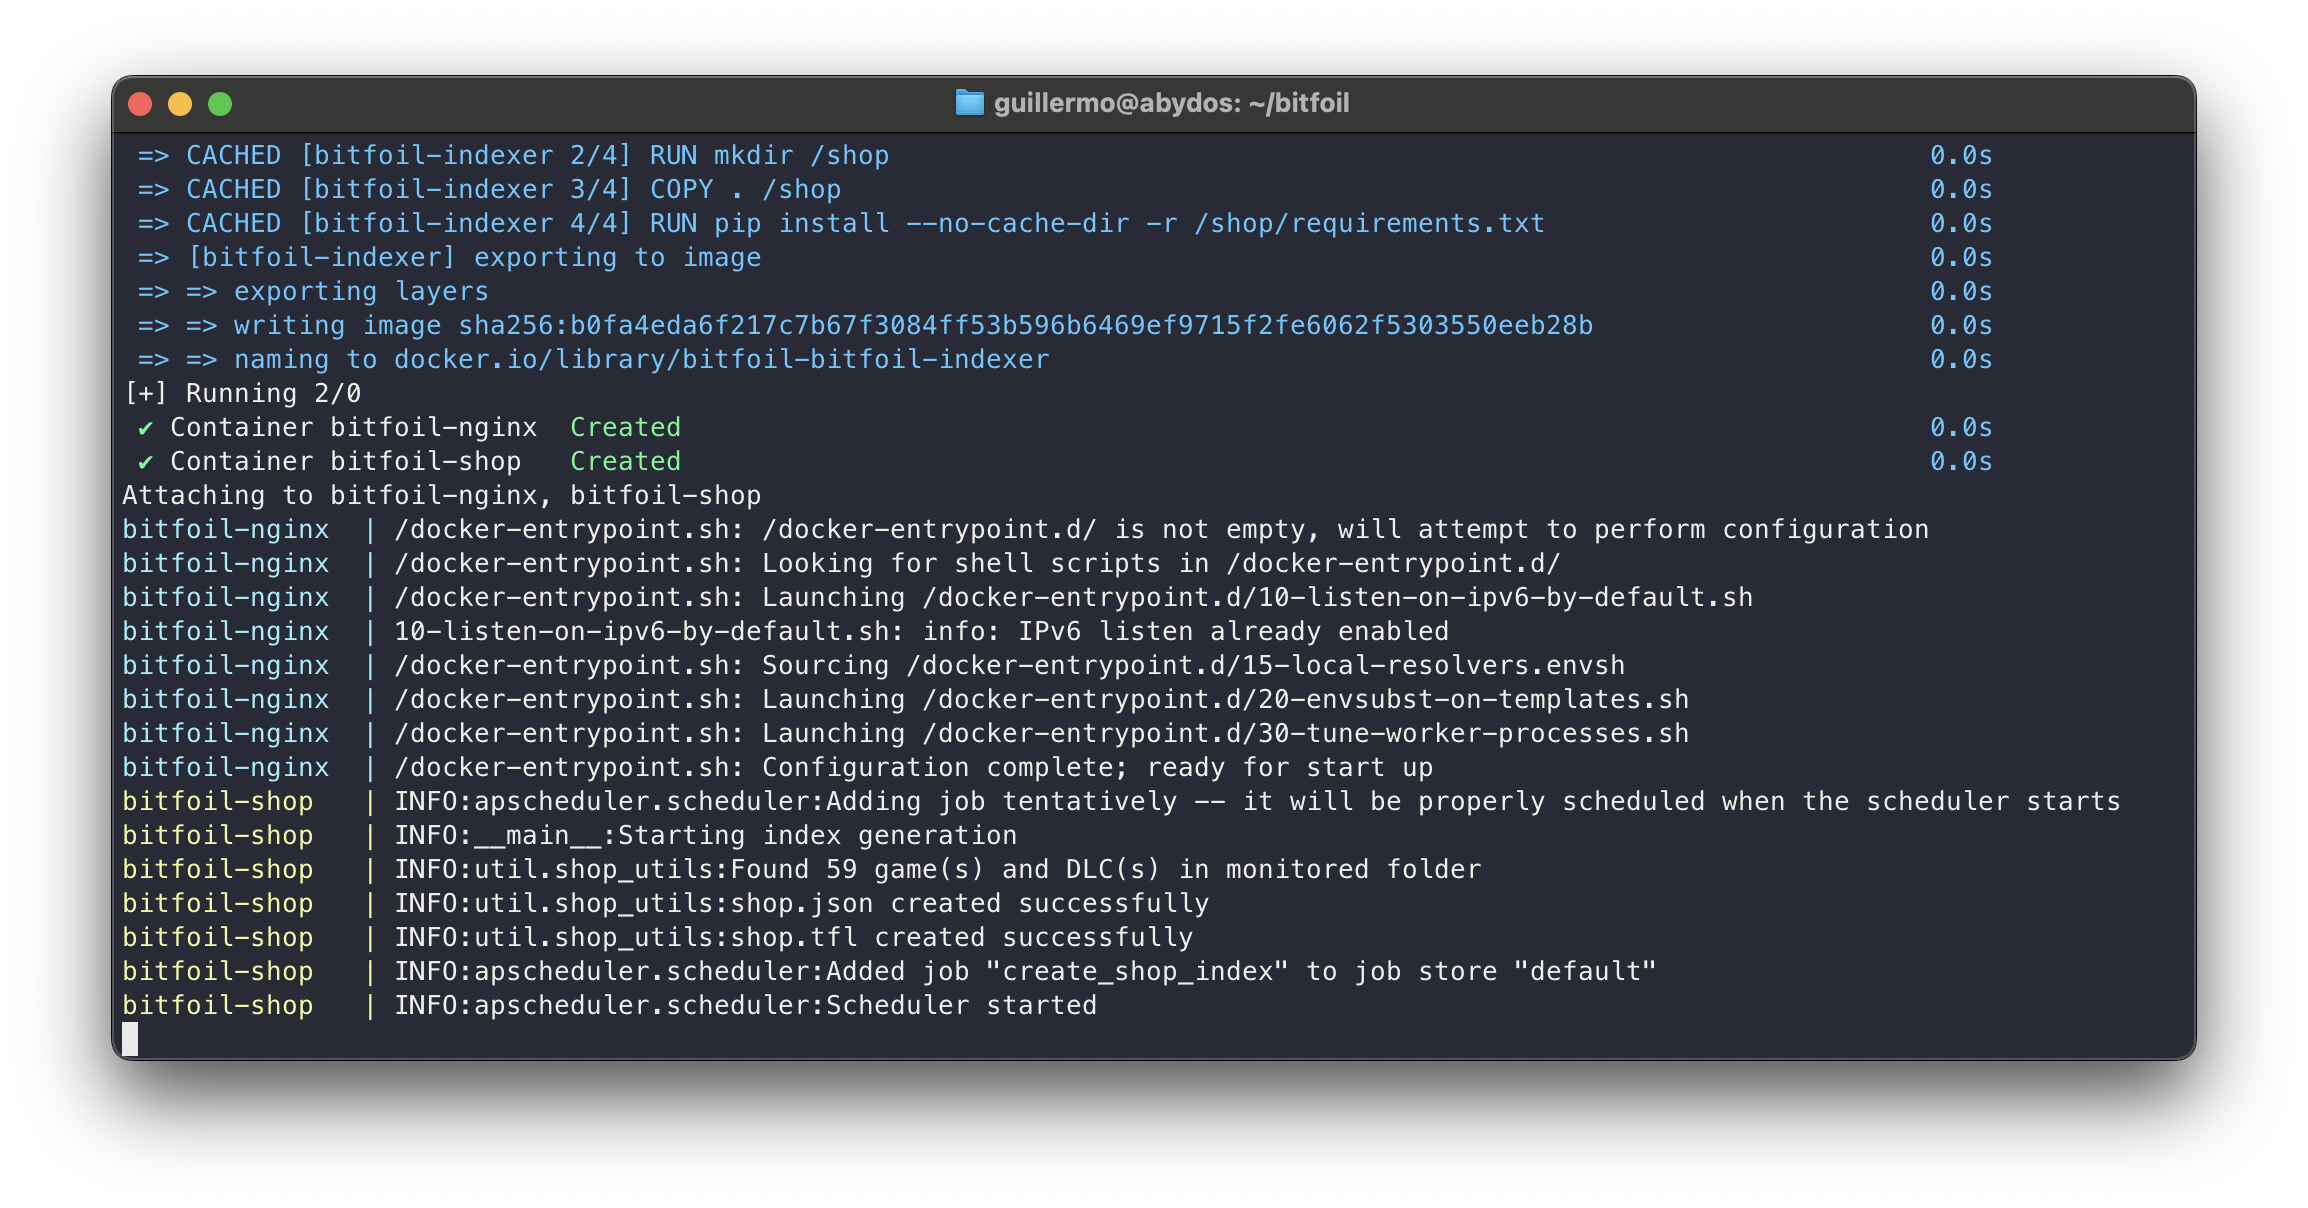 guillermo@abydos: ~/bitfoil
=> CACHED [bitfoil-indexer 2/4] RUN mkdir /shop 0.0s
=> CACHED [bitfoil-indexer 3/4] COPY . /shop 0.0s
=> CACHED [bitfoil-indexer 4/4] RUN pip install --no-cache-dir -r /shop/requirements.txt 0.0s
=> [bitfoil-indexer] exporting to image 0.0s
=> => exporting layers 0.0s
=> => writing image sha256:b0fa4eda6f217c7b67f3084ff53b596b6469ef9715f2fe6062f5303550eeb28b 0.0s
=> => naming to docker.io/library/bitfoil-bitfoil-indexer 0.0s
[+] Running 2/0
✔ Container bitfoil-nginx  Created 0.0s
✔ Container bitfoil-shop   Created 0.0s
Attaching to bitfoil-nginx, bitfoil-shop
bitfoil-nginx  | /docker-entrypoint.sh: /docker-entrypoint.d/ is not empty, will attempt to perform configuration
bitfoil-nginx  | /docker-entrypoint.sh: Looking for shell scripts in /docker-entrypoint.d/
bitfoil-nginx  | /docker-entrypoint.sh: Launching /docker-entrypoint.d/10-listen-on-ipv6-by-default.sh
bitfoil-nginx  | 10-listen-on-ipv6-by-default.sh: info: IPv6 listen already enabled
bitfoil-nginx  | /docker-entrypoint.sh: Sourcing /docker-entrypoint.d/15-local-resolvers.envsh
bitfoil-nginx  | /docker-entrypoint.sh: Launching /docker-entrypoint.d/20-envsubst-on-templates.sh
bitfoil-nginx  | /docker-entrypoint.sh: Launching /docker-entrypoint.d/30-tune-worker-processes.sh
bitfoil-nginx  | /docker-entrypoint.sh: Configuration complete; ready for start up
bitfoil-shop   | INFO:apscheduler.scheduler:Adding job tentatively -- it will be properly scheduled when the scheduler starts
bitfoil-shop   | INFO:__main__:Starting index generation
bitfoil-shop   | INFO:util.shop_utils:Found 59 game(s) and DLC(s) in monitored folder
bitfoil-shop   | INFO:util.shop_utils:shop.json created successfully
bitfoil-shop   | INFO:util.shop_utils:shop.tfl created successfully
bitfoil-shop   | INFO:apscheduler.scheduler:Added job "create_shop_index" to job store "default"
bitfoil-shop   | INFO:apscheduler.scheduler:Scheduler started